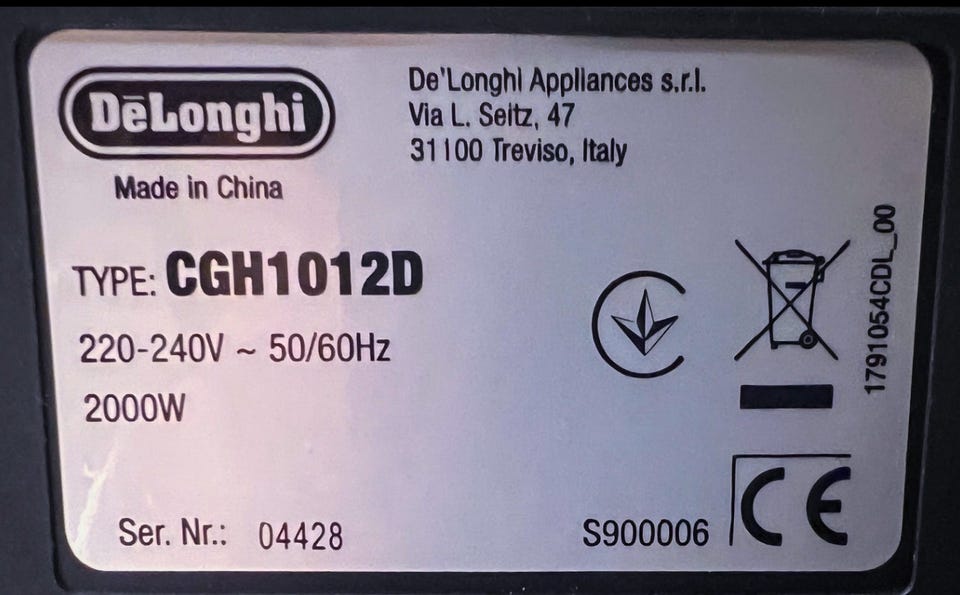 DēLonghi
Made in China
De'Longhi Appliances s.r.l.
Via L. Seitz, 47
31100 Treviso, Italy
TYPE: CGH1012D
220-240V ~ 50/60Hz
2000W
1791054CDL_00
Ser. Nr.: 04428
S900006
CE